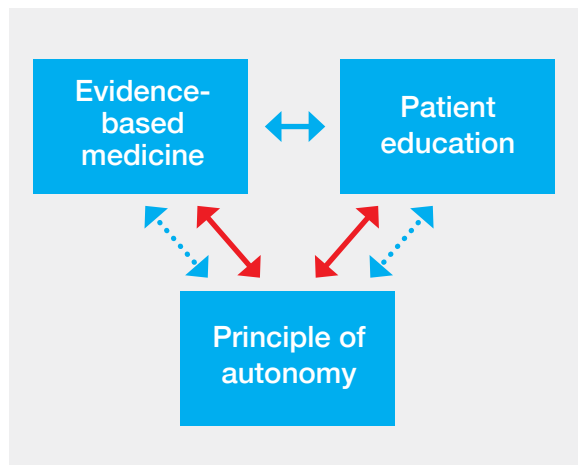 Evidence-
based
medicine
Patient
education
Principle of
autonomy